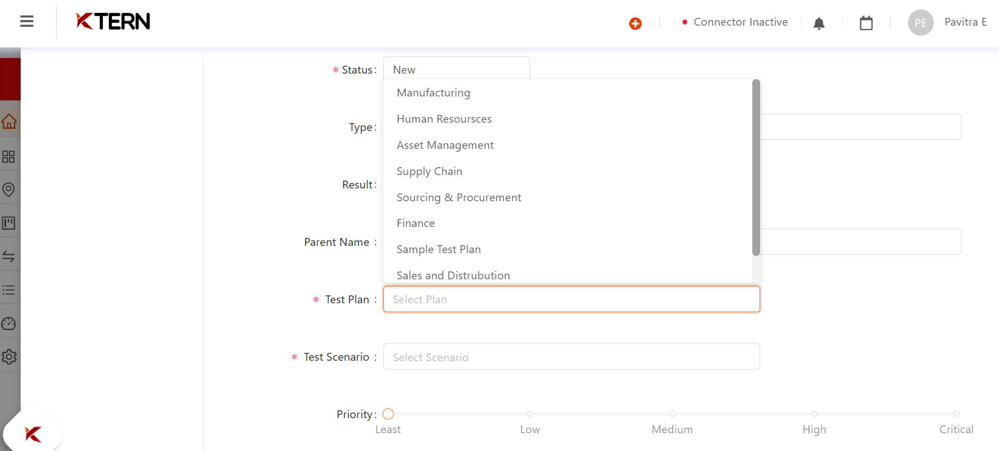 KTERN
Connector Inactive
PE
Pavitra E
* Status:
New
Manufacturing
Human Resoursces
Type:
Asset Management
Supply Chain
Result:
Sourcing & Procurement
Finance
Parent Name :
Sample Test Plan
Sales and Distrubution
* Test Plan :
Select Plan
* Test Scenario :
Select Scenario
Priority:
Least
Low
Medium
High
Critical